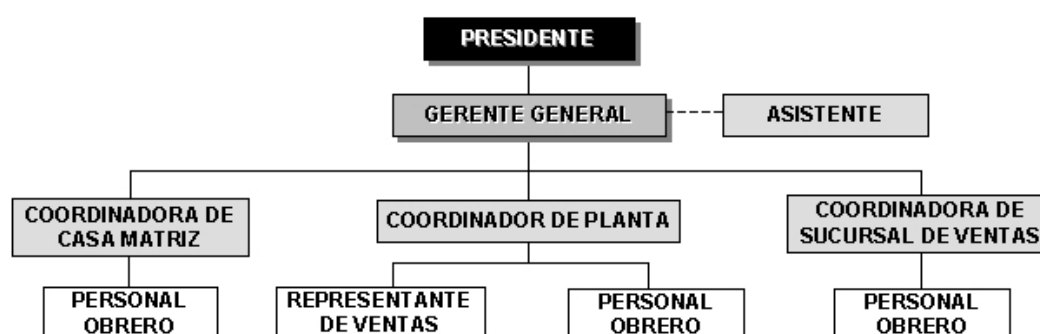 PRESIDENTE
GERENTE GENERAL
ASISTENTE
COORDINADORA DE
CASA MATRIZ
COORDINADOR DE PLANTA
COORDINADORA DE
SUCURSAL DE VENTAS
PERSONAL
OBRERO
REPRESENTANTE
DE VENTAS
PERSONAL
OBRERO
PERSONAL
OBRERO